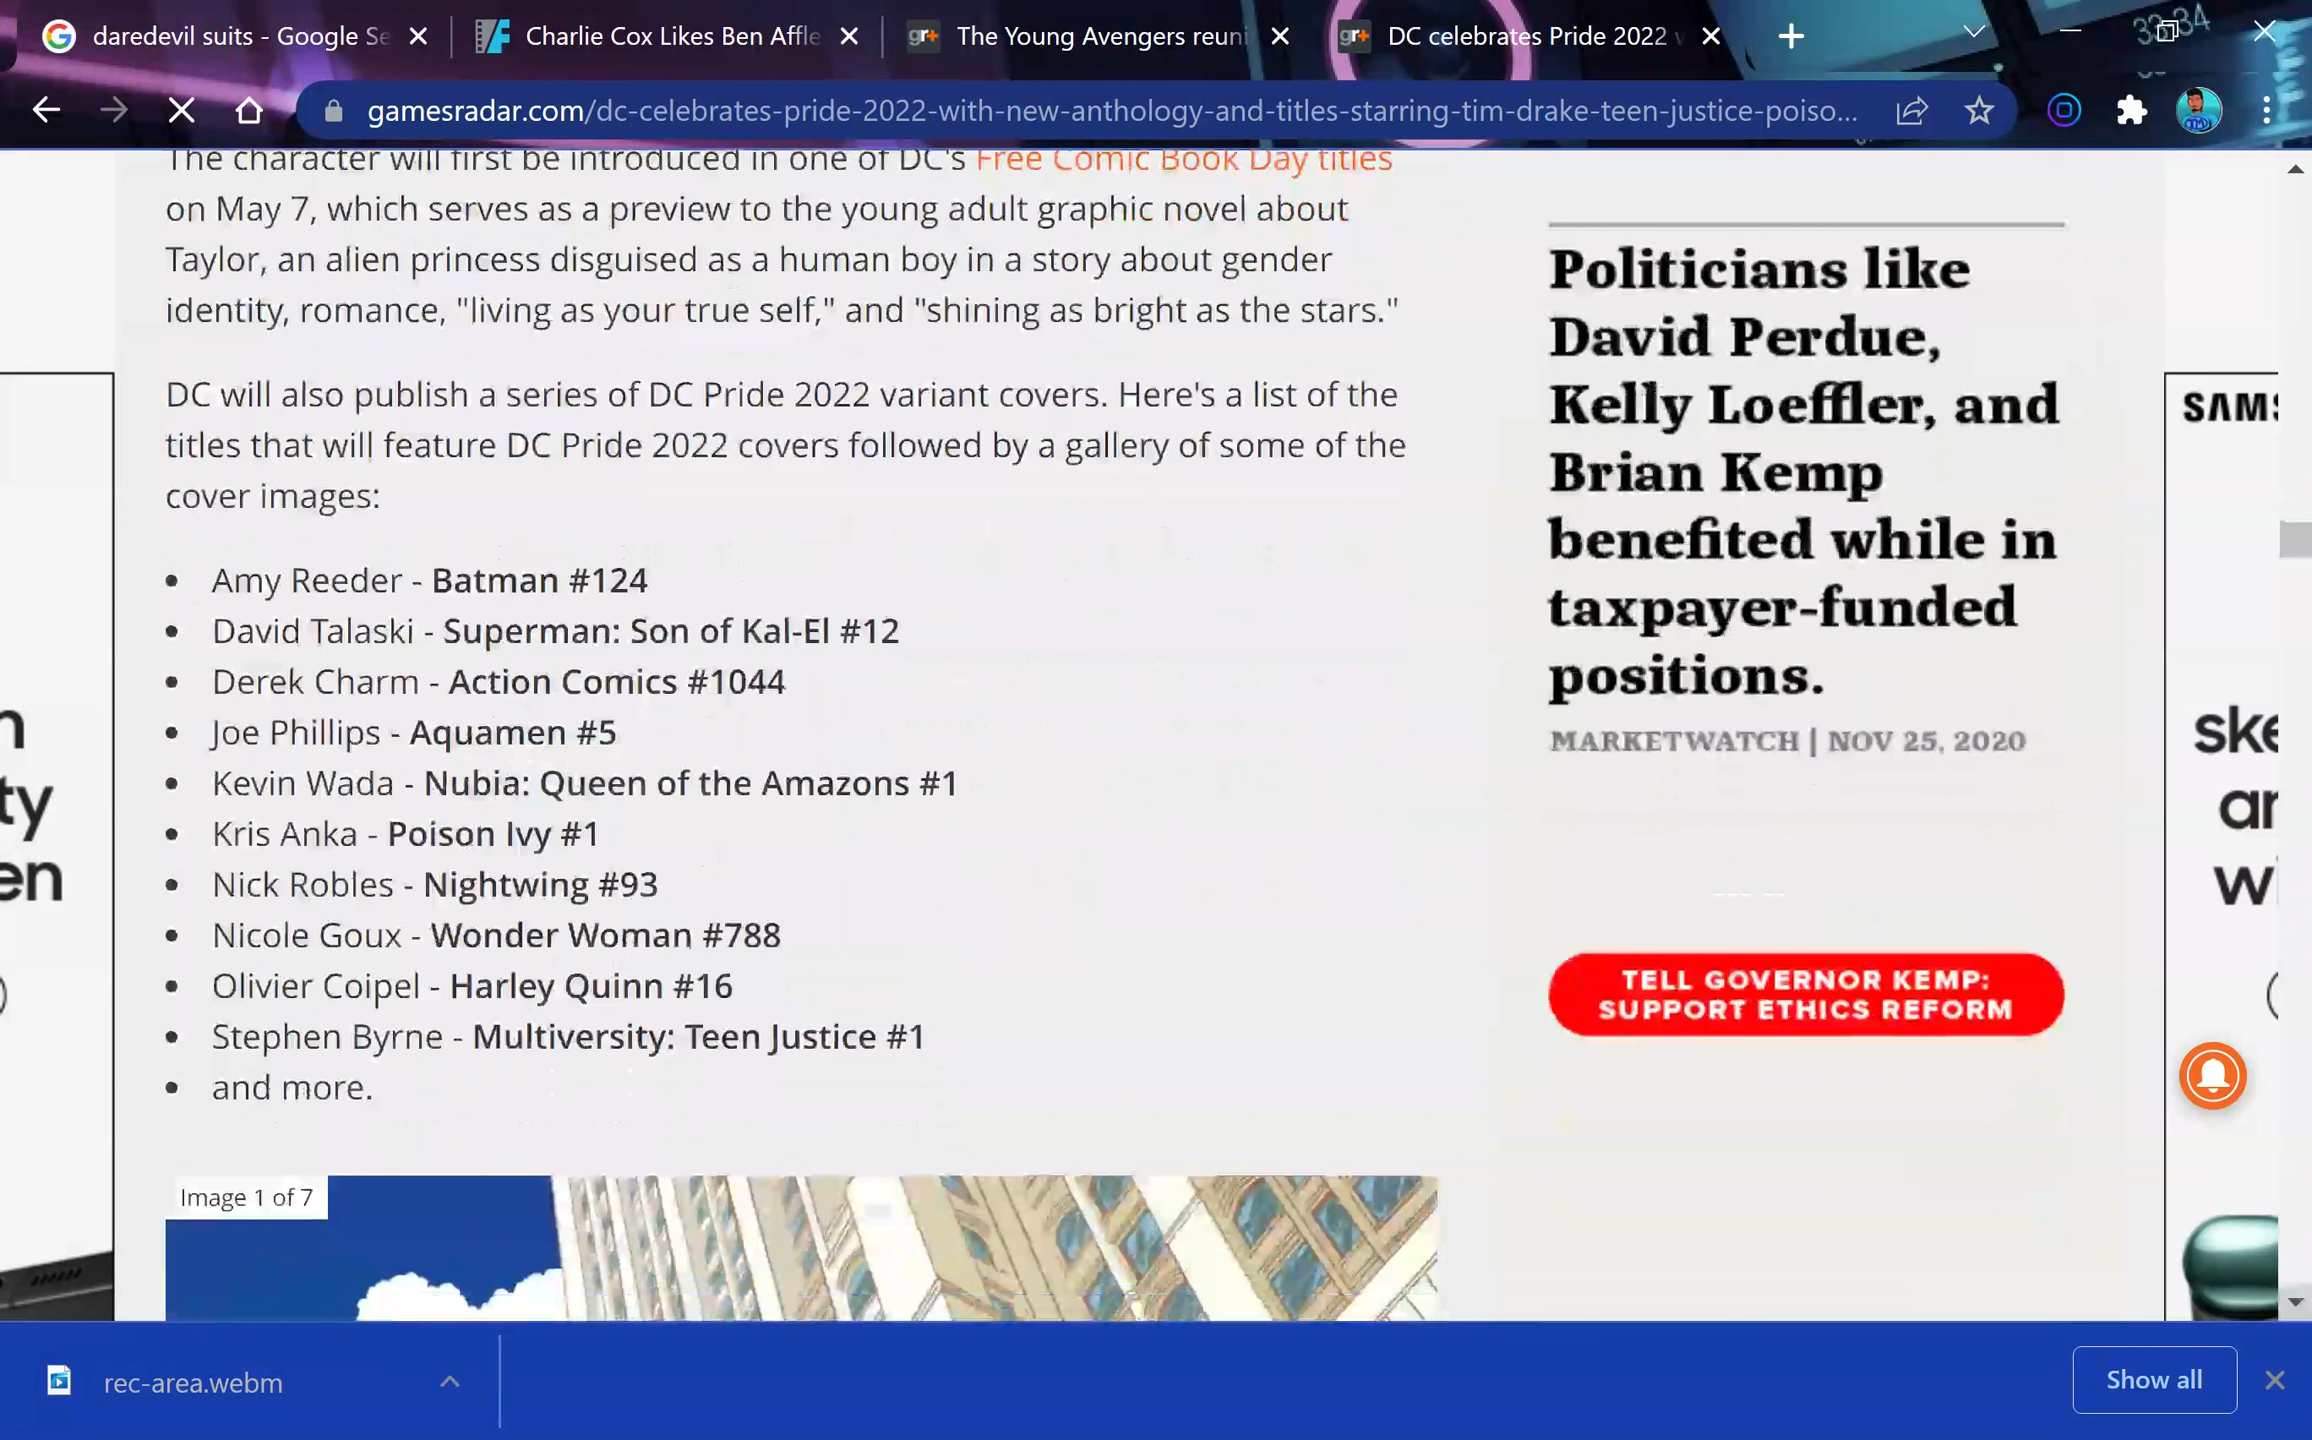 daredevil suits - Google Se
Charlie Cox Likes Ben Affle
The Young Avengers reuni
DC celebrates Pride 2022
gamesradar.com/dc-celebrates-pride-2022-with-new-anthology-and-titles-starring-tim-drake-teen-justice-poiso...
The character will first be introduced in one of DC's Free Comic Book Day titles
on May 7, which serves as a preview to the young adult graphic novel about
Taylor, an alien princess disguised as a human boy in a story about gender
identity, romance, "living as your true self," and "shining as bright as the stars."
DC will also publish a series of DC Pride 2022 variant covers. Here's a list of the
titles that will feature DC Pride 2022 covers followed by a gallery of some of the
cover images:
• Amy Reeder - Batman #124
• David Talaski - Superman: Son of Kal-El #12
• Derek Charm - Action Comics #1044
• Joe Phillips - Aquamen #5
• Kevin Wada - Nubia: Queen of the Amazons #1
• Kris Anka - Poison Ivy #1
• Nick Robles - Nightwing #93
• Nicole Goux - Wonder Woman #788
• Olivier Coipel - Harley Quinn #16
• Stephen Byrne - Multiversity: Teen Justice #1
• and more.
Image 1 of 7
Politicians like
David Perdue,
Kelly Loeffler, and
Brian Kemp
benefited while in
taxpayer-funded
positions.
MARKETWATCH | NOV 25, 2020
TELL GOVERNOR KEMP:
SUPPORT ETHICS REFORM
ty
en
SAMS
ske
ar
w
rec-area.webm
Show all